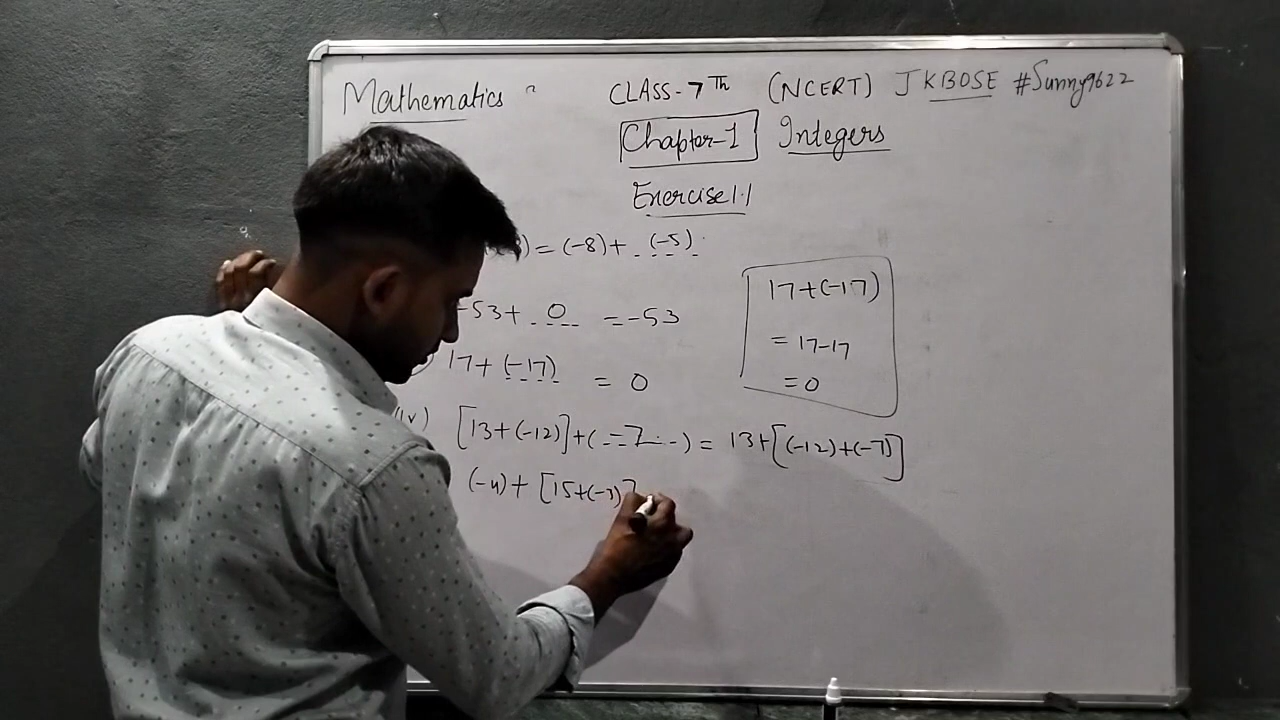 Mathematics CLASS-7Th (NCERT) JKBOSE #Sunny9622
Chapter-1 Integers
Exercise 1.1
) = (-8) + (-5)
-53 + 0 = -53
17 + (-17) = 0
17 + (-17)
= 17-17
= 0
(iv) [13 + (-12)] + (-7) = 13 + [(-12) + (-7)]
(-4) + [15 + (-3)]